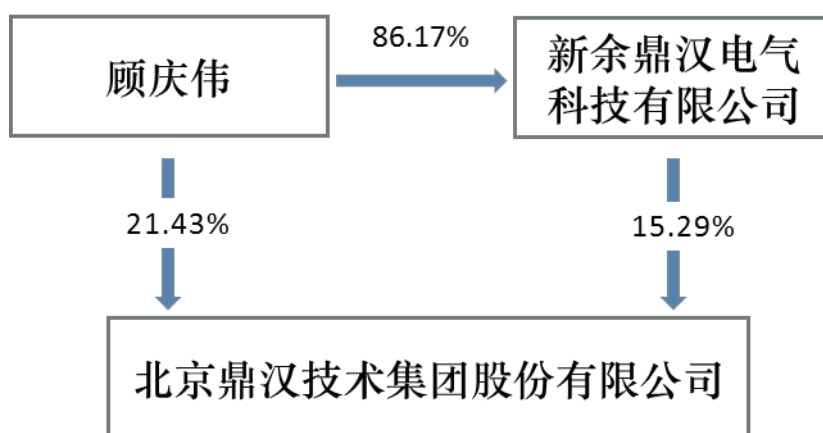 86.17%
顾庆伟
新余鼎汉电气
科技有限公司
21.43%
15.29%
北京鼎汉技术集团股份有限公司